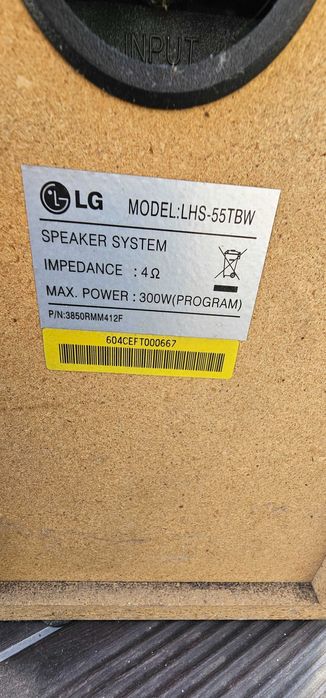 INPUT
LG MODEL:LHS-55TBW
SPEAKER SYSTEM
IMPEDANCE : 4Ω
MAX. POWER : 300W(PROGRAM)
P/N:3850RMM412F
604CEFT000667